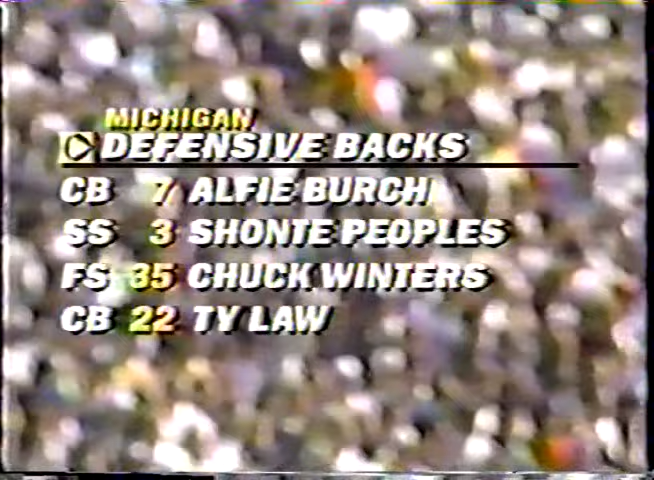 MICHIGAN
DEFENSIVE BACKS
CB 7 ALFIE BURCH
SS 3 SHONTE PEOPLES
FS 35 CHUCK WINTERS
CB 22 TY LAW